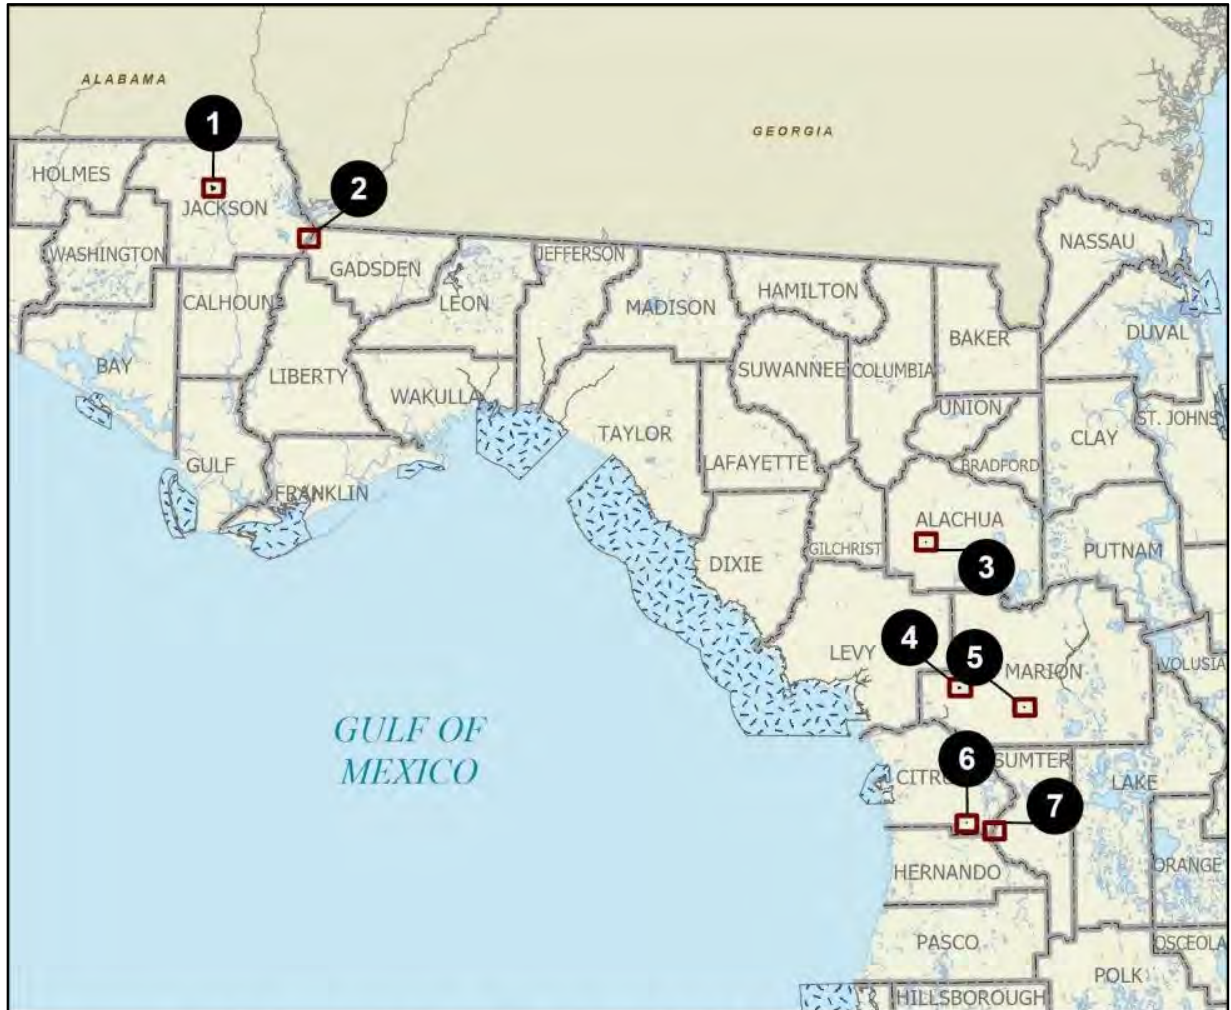 ALABAMA
1
GEORGIA
HOLMES
2
JACKSON
NASSAU
WASHINGTON
GADSDEN
JEFFERSON
HAMILTON
CALHOUN
LEON
MADISON
DUVAL
BAKER
BAY
LIBERTY
SUWANNEE
COLUMBIA
WAKULLA
UNION
ST. JOHNS
TAYLOR
CLAY
GULF
LAFAYETTE
BRADFORD
FRANKLIN
ALACHUA
GILCHRIST
PUTNAM
DIXIE
3
4
5
LEVY
MARION
VOLUSIA
GULF OF
MEXICO
6
SUMTER
CITRU
LAKE
7
ORANGE
HERNANDO
PASCO
OSCEOLA
POLK
HILLSBOROUGH